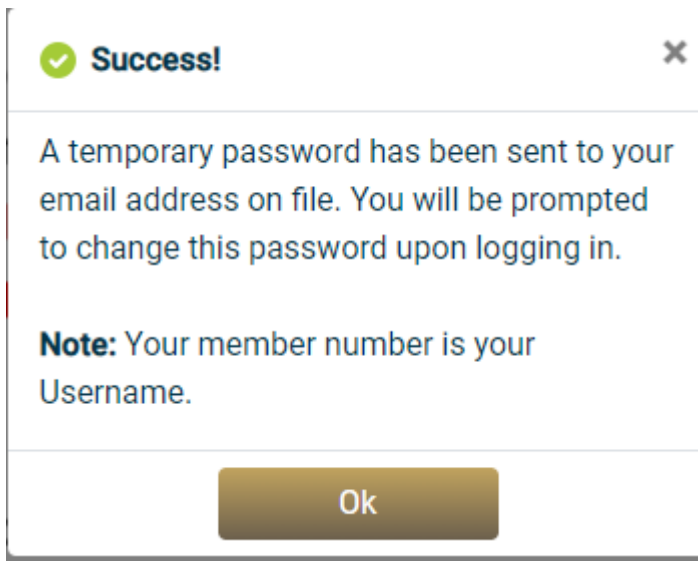 Success!
A temporary password has been sent to your
email address on file. You will be prompted
to change this password upon logging in.
Note: Your member number is your
Username.
Ok